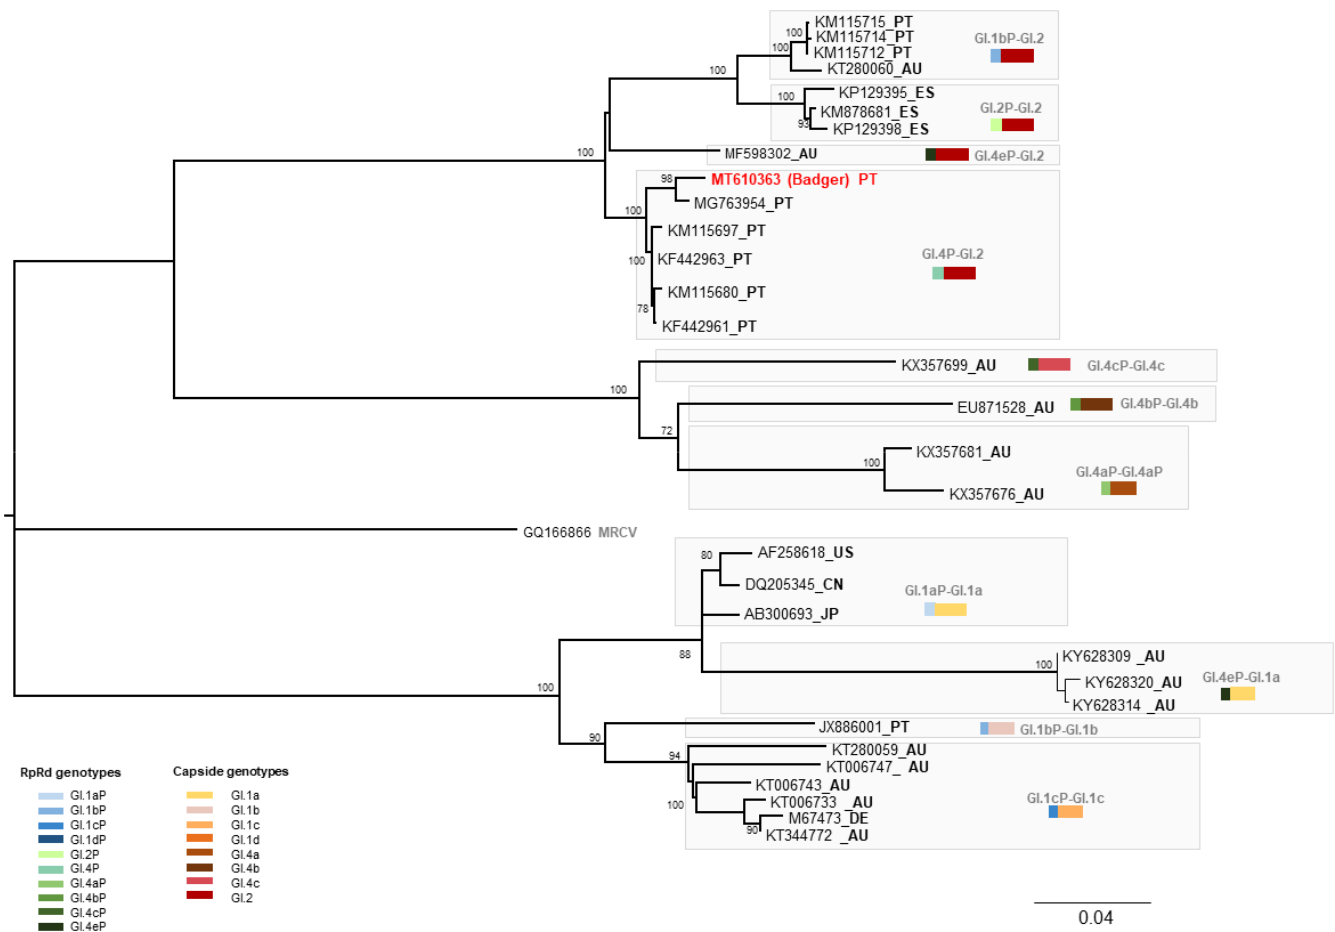 KM115715_PT
100
KM115714_PT
GI.1bP-GI.2
100
KM115712_PT
100
KT280060_AU
100
KP129395_ES
KM878681_ES
GI.2P-GI.2
93
KP129398_ES
100
MF598302_AU
GI.4eP-GI.2
98
MT610363 (Badger) PT
MG763954_PT
100
KM115697_PT
GI.4P-GI.2
100
KF442963_PT
KM115680_PT
78
KF442961_PT
KX357699_AU
GI.4cP-GI.4c
100
EU871528_AU
GI.4bP-GI.4b
72
KX357681_AU
100
GI.4aP-GI.4aP
KX357676_AU
GQ166866 MRCV
80
AF258618_US
DQ205345_CN
GI.1aP-GI.1a
AB300693_JP
88
KY628309 _AU
100
GI.4eP-GI.1a
KY628320_AU
100
KY628314 _AU
JX886001_PT
GI.1bP-GI.1b
90
94
KT280059_AU
KT006747_ AU
KT006743_AU
GI.1cP-GI.1c
100
KT006733 _AU
M67473_DE
90
KT344772 _AU
RpRd genotypes
GI.1aP
GI.1bP
GI.1cP
GI.1dP
GI.2P
GI.4P
GI.4aP
GI.4bP
GI.4cP
GI.4eP
Capside genotypes
GI.1a
GI.1b
GI.1c
GI.1d
GI.4a
GI.4b
GI.4c
GI.2
0.04